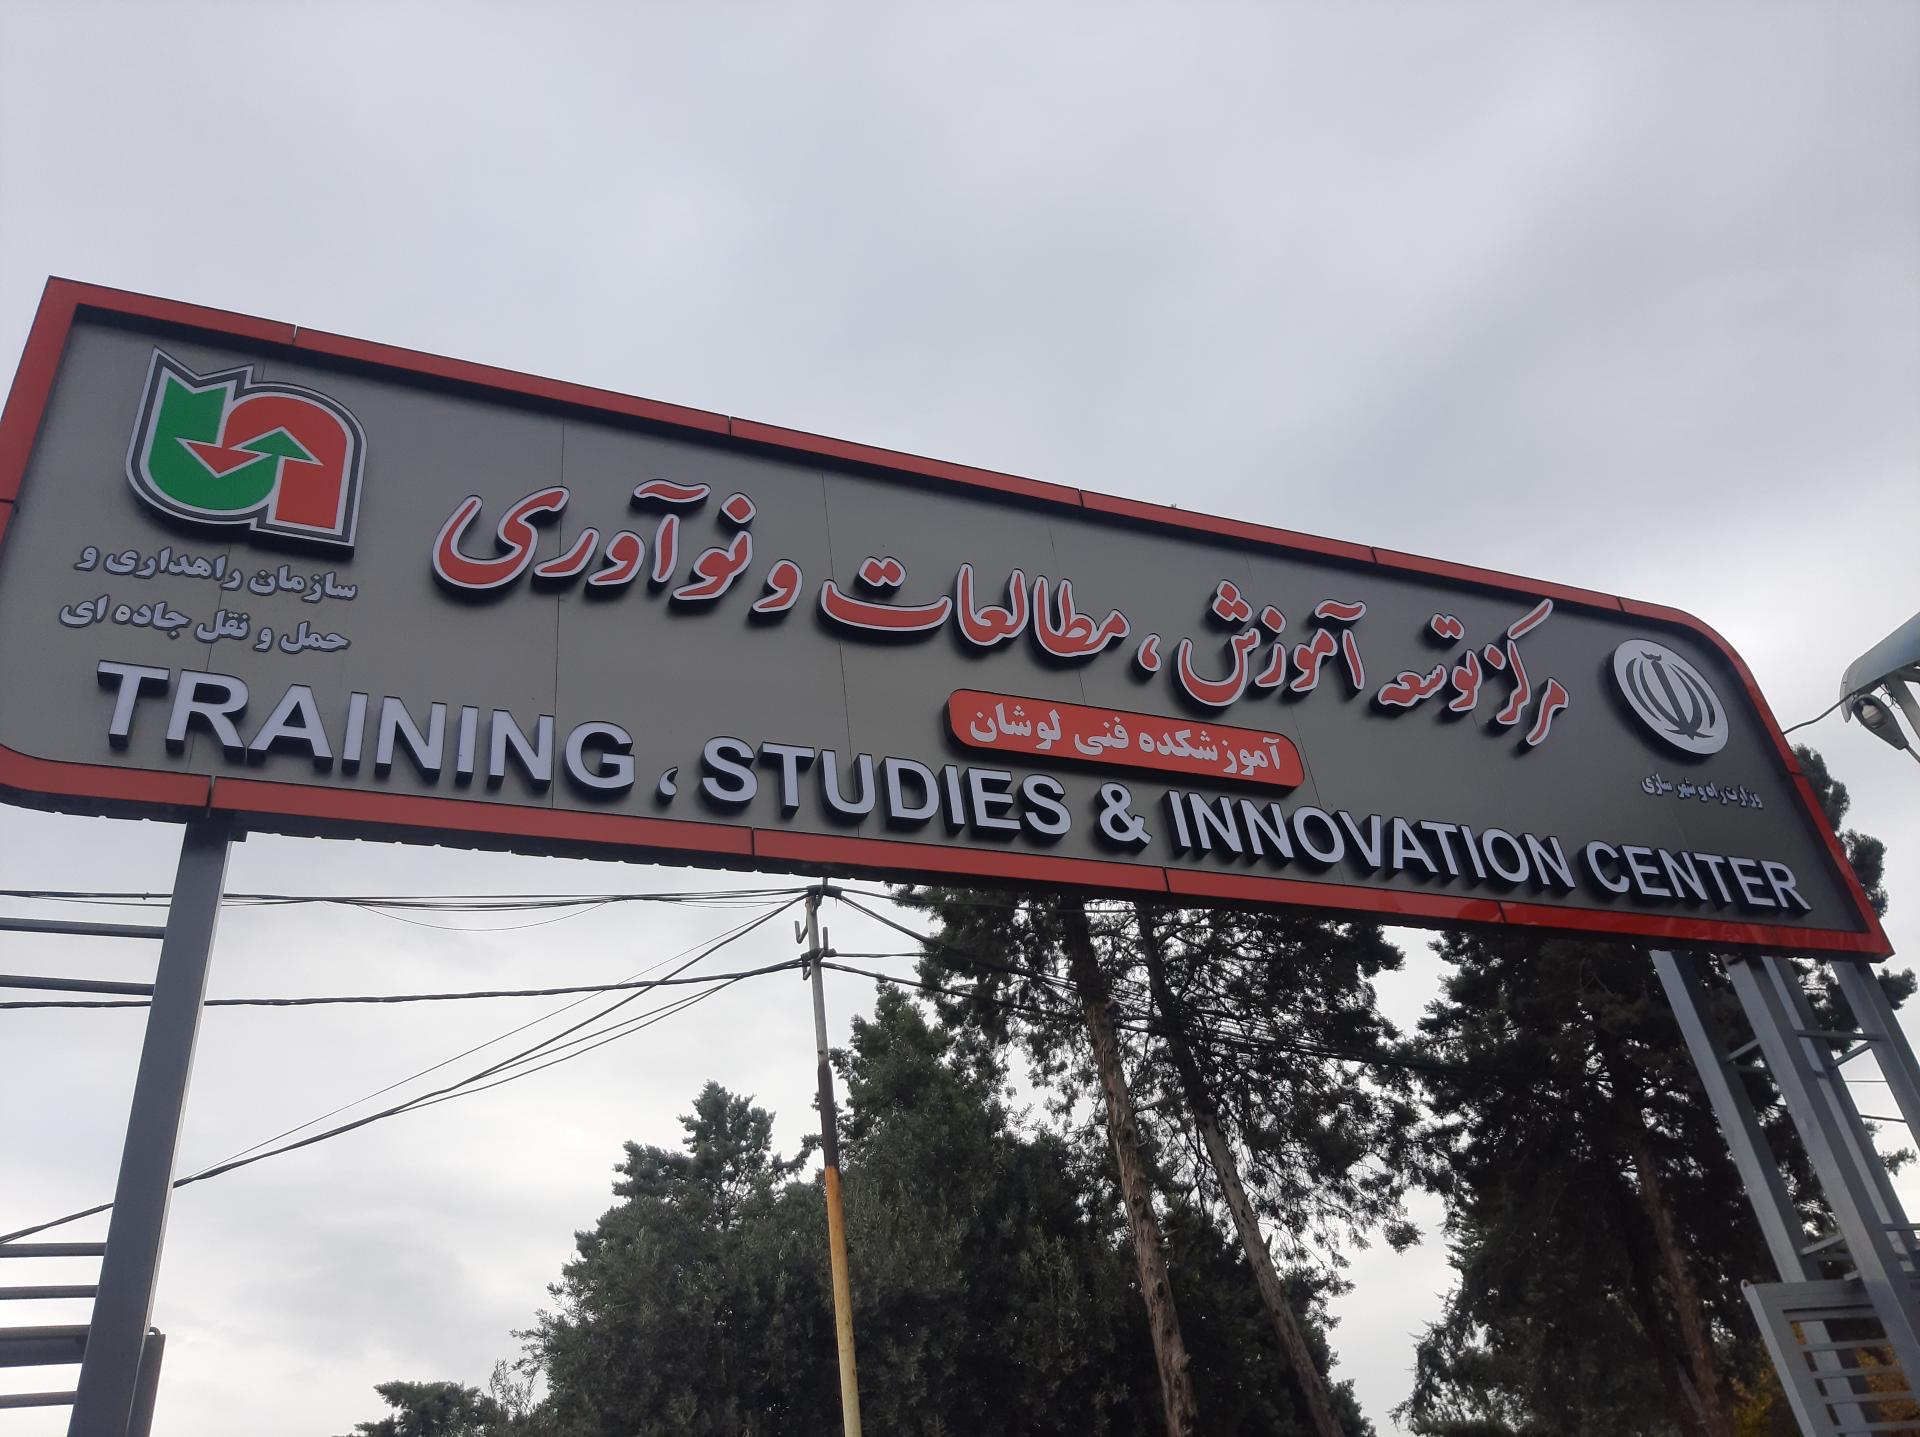 مرکز توسعه آموزش ، مطالعات و نوآوری
آموزشکده فنی لوشان
TRAINING ، STUDIES & INNOVATION CENTER
وزارت راه و شهرسازی
سازمان راهداری و
حمل و نقل جاده ای